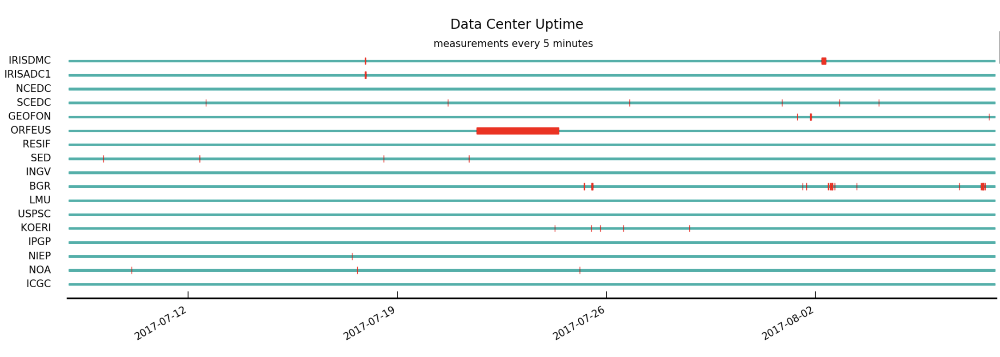 Data Center Uptime
measurements every 5 minutes
IRISDMC
IRISADC1
NCEDC
SCEDC
GEOFON
ORFEUS
RESIF
SED
INGV
BGR
LMU
USPSC
KOERI
IPGP
NIEP
NOA
ICGC
2017-07-12
2017-07-19
2017-07-26
2017-08-02